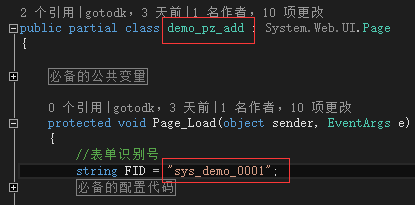 2 个引用|gotodk，3 天前|1 名作者，10 项更改
public partial class demo_pz_add : System.Web.UI.Page
{
必备的公共变量
0 个引用|gotodk，3 天前|1 名作者，10 项更改
protected void Page_Load(object sender, EventArgs e)
{
//表单识别号
string FID = "sys_demo_0001";
必备的配置代码